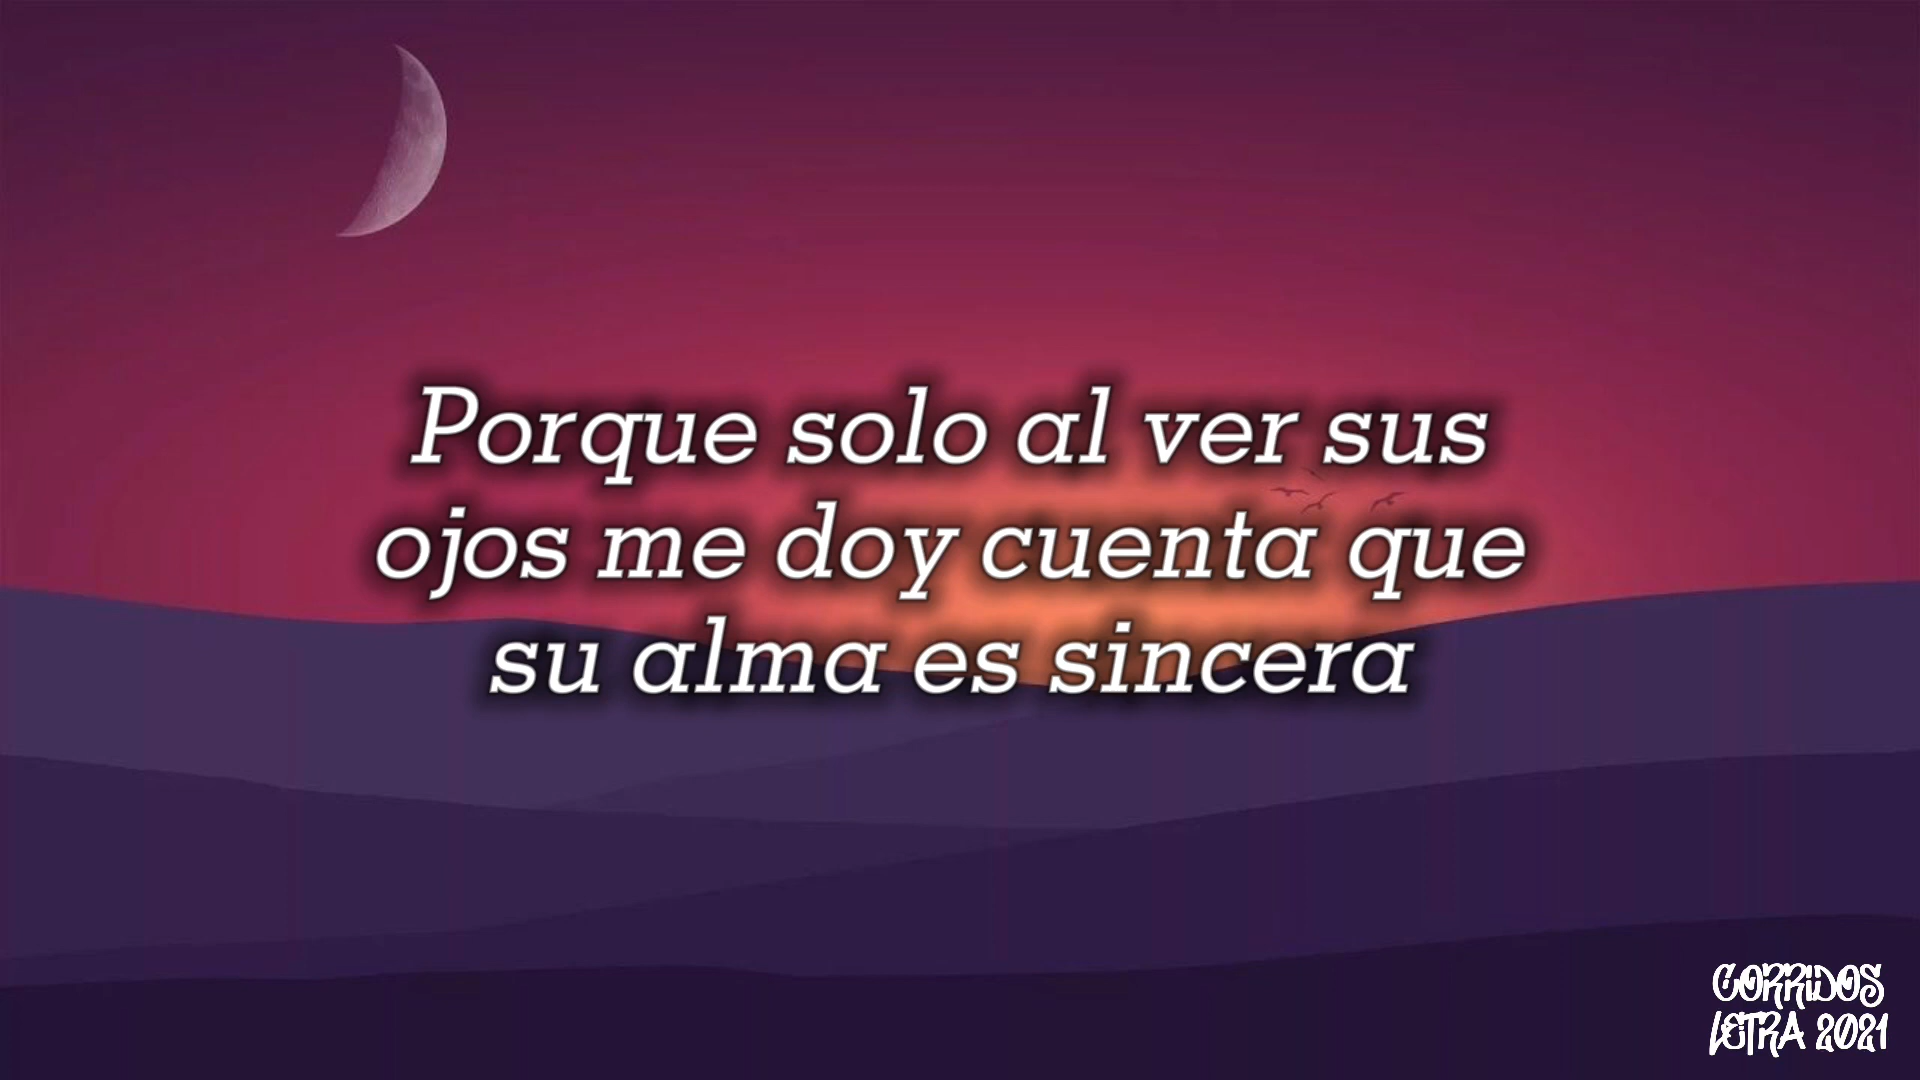 Porque solo al ver sus
ojos me doy cuenta que
su alma es sincera
CORRIDOS
LETRA 2021